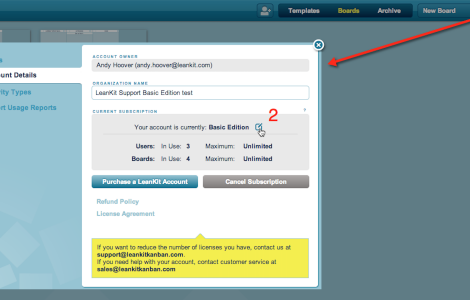 Templates Boards Archive New Board
ACCOUNT OWNER
Andy Hoover (andy.hoover@leankit.com)
ount Details
ORGANIZATION NAME
rity Types
LeanKit Support Basic Edition test
ort Usage Reports
CURRENT SUBSCRIPTION
2
Your account is currently: Basic Edition
Users: In Use: 3 Maximum: Unlimited
Boards: In Use: 4 Maximum: Unlimited
Purchase a LeanKit Account Cancel Subscription
Refund Policy
License Agreement
If you want to reduce the number of licenses you have, contact us at
support@leankitkanban.com.
If you need help with your account, contact customer service at
sales@leankitkanban.com